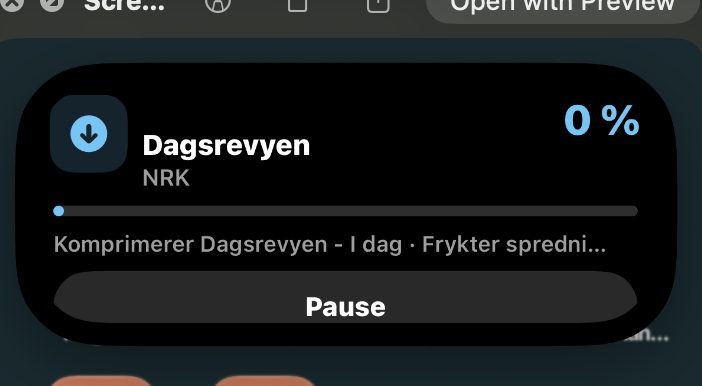 Scre...
Open with Preview
0 %
Dagsrevyen
NRK
Komprimerer Dagsrevyen - I dag · Frykter spredni...
Pause